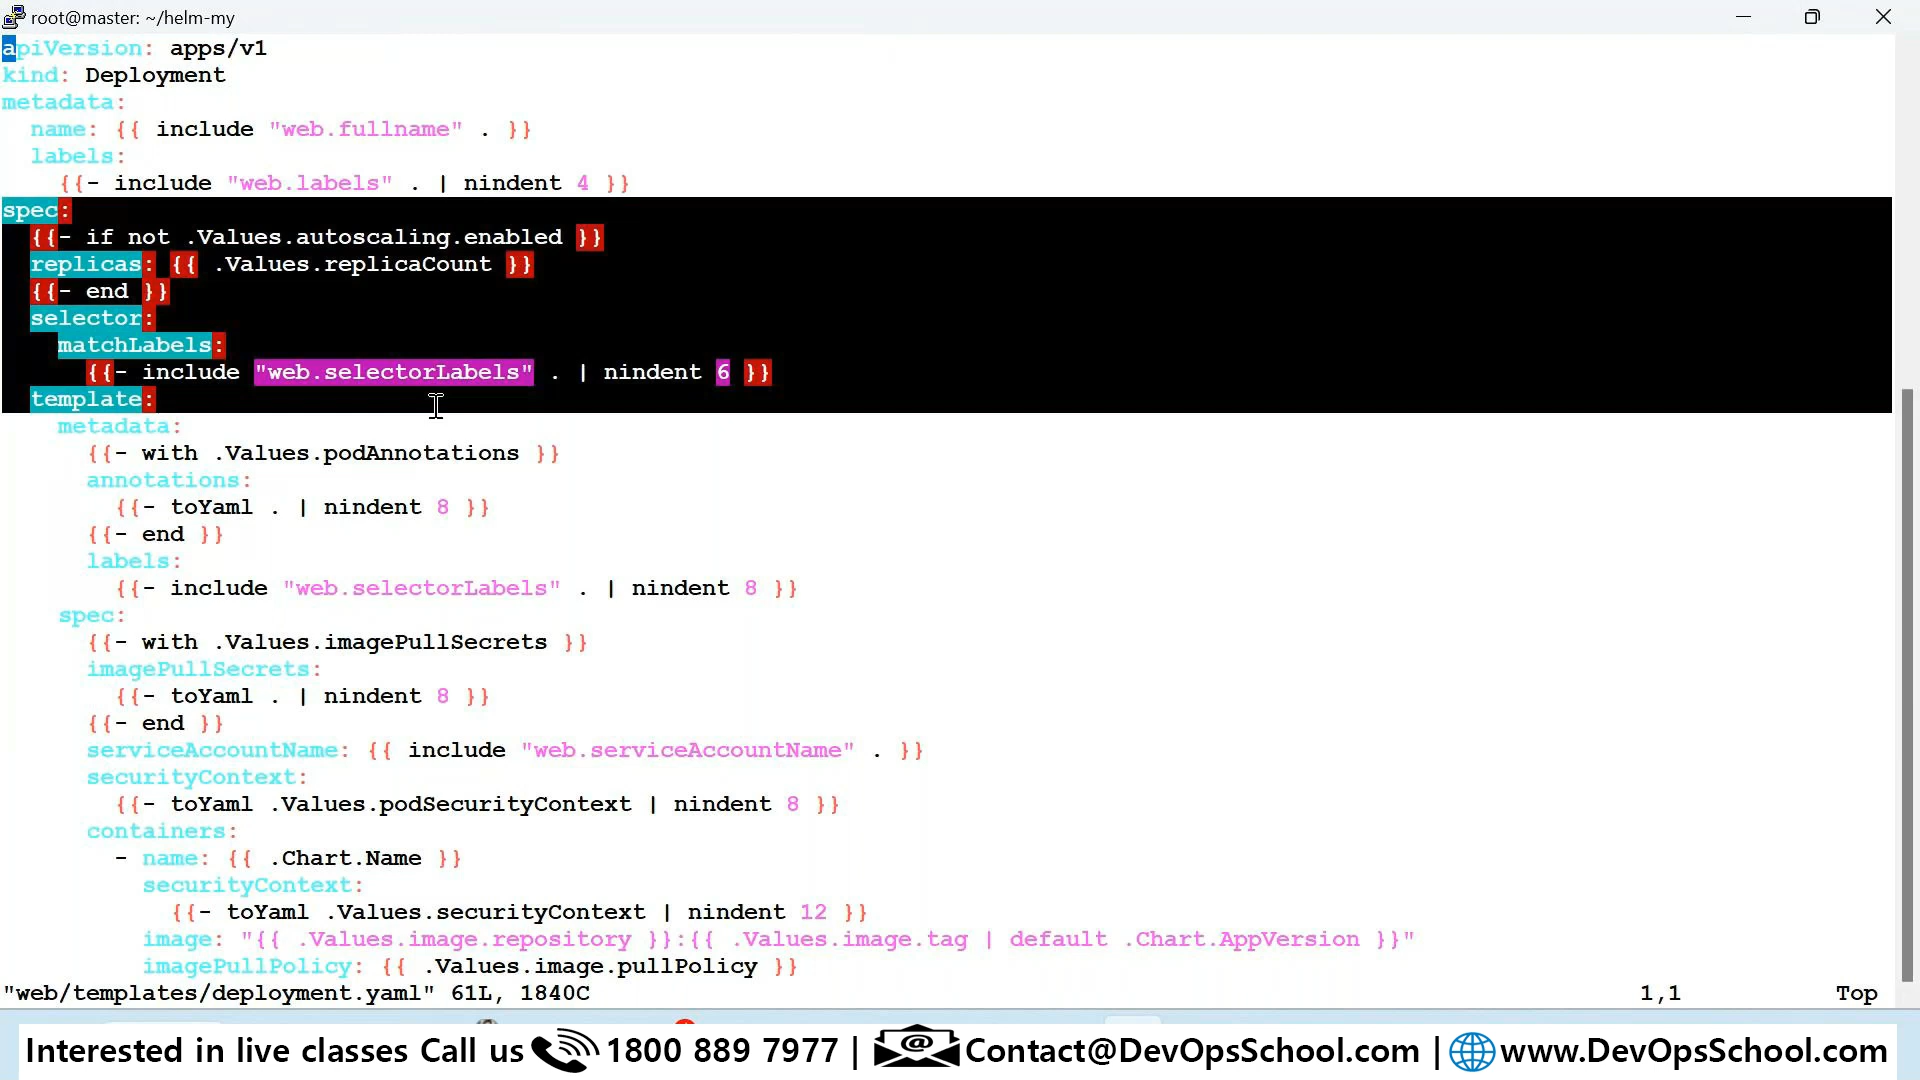 root@master: ~/helm-my
apiVersion: apps/v1
kind: Deployment
metadata:
  name: {{ include "web.fullname" . }}
  labels:
    {{- include "web.labels" . | nindent 4 }}
spec:
  {{- if not .Values.autoscaling.enabled }}
  replicas: {{ .Values.replicaCount }}
  {{- end }}
  selector:
    matchLabels:
      {{- include "web.selectorLabels" . | nindent 6 }}
  template:
    metadata:
      {{- with .Values.podAnnotations }}
      annotations:
        {{- toYaml . | nindent 8 }}
      {{- end }}
      labels:
        {{- include "web.selectorLabels" . | nindent 8 }}
    spec:
      {{- with .Values.imagePullSecrets }}
      imagePullSecrets:
        {{- toYaml . | nindent 8 }}
      {{- end }}
      serviceAccountName: {{ include "web.serviceAccountName" . }}
      securityContext:
        {{- toYaml .Values.podSecurityContext | nindent 8 }}
      containers:
        - name: {{ .Chart.Name }}
          securityContext:
            {{- toYaml .Values.securityContext | nindent 12 }}
          image: "{{ .Values.image.repository }}:{{ .Values.image.tag | default .Chart.AppVersion }}"
          imagePullPolicy: {{ .Values.image.pullPolicy }}
"web/templates/deployment.yaml" 61L, 1840C 1,1 Top
Interested in live classes Call us 1800 889 7977 | Contact@DevOpsSchool.com | www.DevOpsSchool.com